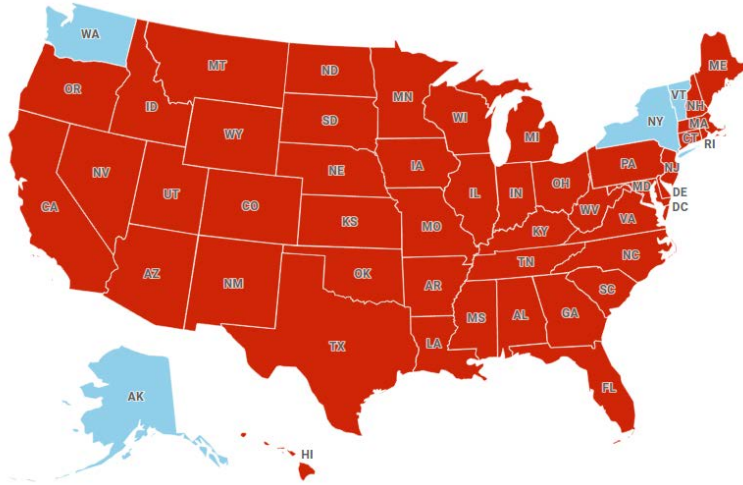 WA
MT
ND
MN
ME
OR
ID
WY
SD
WI
MI
VT
NH
NY
MA
CT
RI
NV
UT
NE
IA
PA
NJ
CA
CO
KS
MO
IL
IN
OH
MD
DE
DC
WV
VA
KY
AZ
NM
OK
AR
TN
NC
SC
MS
AL
GA
TX
LA
FL
AK
HI